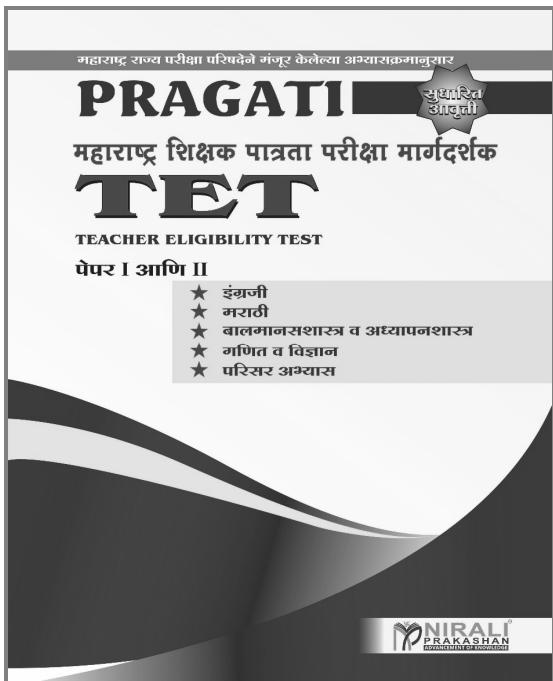 महाराष्ट्र राज्य परीक्षा परिषदेने मंजूर केलेल्या अभ्यासक्रमानुसार
PRAGATI
सुधारित
आवृत्ती
महाराष्ट्र शिक्षक पात्रता परीक्षा मार्गदर्शक
TET
TEACHER ELIGIBILITY TEST
पेपर I आणि II
★ इंग्रजी
★ मराठी
★ बालमानसशास्त्र व अध्यापनशास्त्र
★ गणित व विज्ञान
★ परिसर अभ्यास
NIRALI
PRAKASHAN
ADVANCEMENT OF KNOWLEDGE